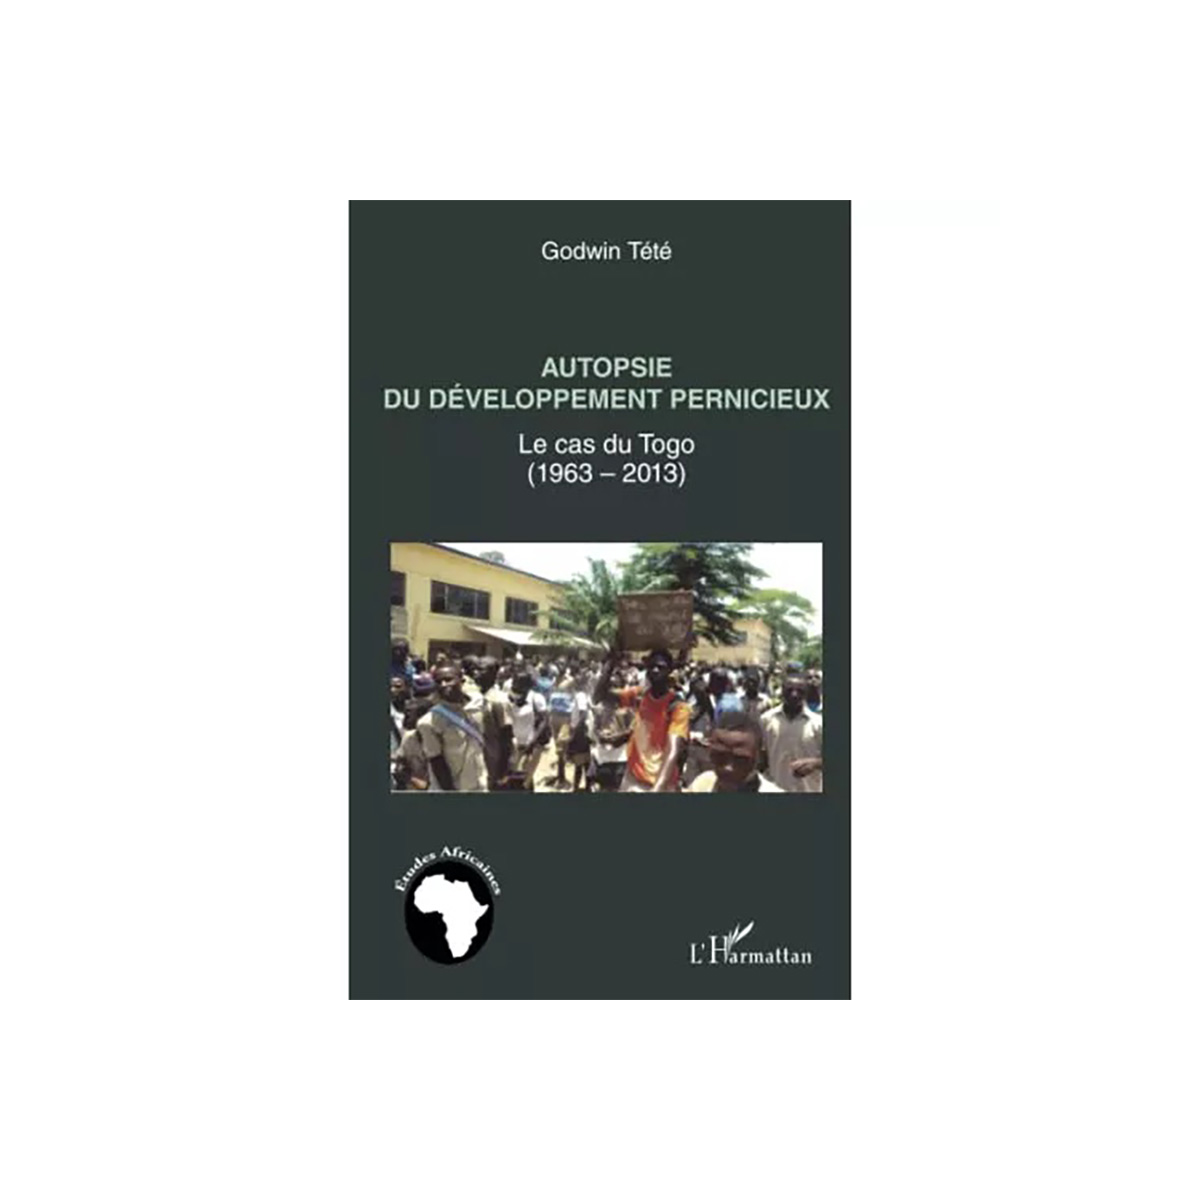 Godwin Tété
AUTOPSIE
DU DÉVELOPPEMENT PERNICIEUX
Le cas du Togo
(1963 – 2013)
Études Africaines
L'Harmattan